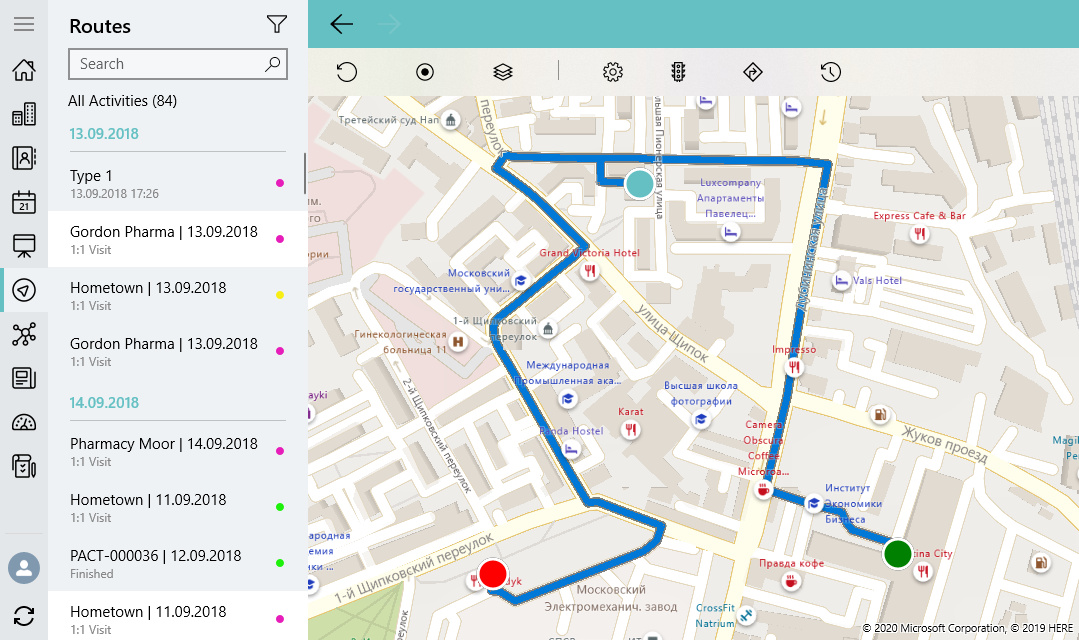 Routes
Search
All Activities (84)
13.09.2018
Type 1
13.09.2018 17:26
Gordon Pharma | 13.09.2018
1:1 Visit
Hometown | 13.09.2018
1:1 Visit
Gordon Pharma | 13.09.2018
1:1 Visit
14.09.2018
Pharmacy Moor | 14.09.2018
1:1 Visit
Hometown | 11.09.2018
1:1 Visit
PACT-000036 | 12.09.2018
Finished
Hometown | 11.09.2018
1:1 Visit
21
Третейский суд Нап
переулок
льшая Пионерская улица
Luxcompany
Апартаменты
Павелец...
Express Cafe & Bar
Grand Victoria Hotel
Московский
государственный уни...
Vals Hotel
Дубининская улица
1-й Щипковский
переулок
улица Щипок
Гинекологическая
больница 11
H
Impresso
Международная
Промышленная ака...
2-й Щипковский переулок
Высшая школа
фотографии
Karat
Panda Hostel
Camera
Obscura
Coffee
Microroa...
Жуков проезд
Magil
Институт
Экономики
Бизнеса
tina City
1-й Щипковский переулок
dyk
Правда кофе
Московский
Электромеханич. завод
CrossFit
Natrium
© 2020 Microsoft Corporation, © 2019 HERE